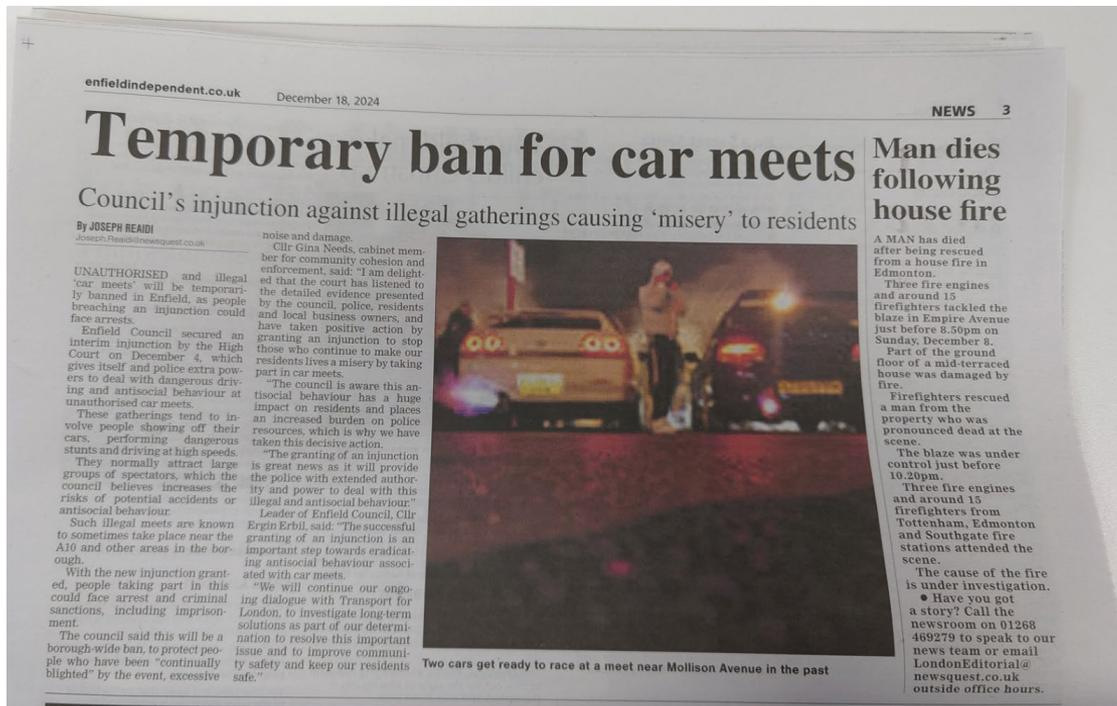 enfieldindependent.co.uk
December 18, 2024
NEWS 3
Temporary ban for car meets
Council's injunction against illegal gatherings causing 'misery' to residents
By JOSEPH REAIDI
Joseph.Reaidi@newsquest.co.uk
UNAUTHORISED and illegal
'car meets' will be temporari-
ly banned in Enfield, as people
breaching an injunction could
face arrests.
Enfield Council secured an
interim injunction by the High
Court on December 4, which
gives itself and police extra pow-
ers to deal with dangerous driv-
ing and antisocial behaviour at
unauthorised car meets.
These gatherings tend to in-
volve people showing off their
cars, performing dangerous
stunts and driving at high speeds.
They normally attract large
groups of spectators, which the
council believes increases the
risks of potential accidents or
antisocial behaviour.
Such illegal meets are known
to sometimes take place near the
A10 and other areas in the bor-
ough.
With the new injunction grant-
ed, people taking part in this
could face arrest and criminal
sanctions, including imprison-
ment.
The council said this will be a
borough-wide ban, to protect peo-
ple who have been "continually
blighted" by the event, excessive
noise and damage.
Cllr Gina Needs, cabinet mem-
ber for community cohesion and
enforcement, said: "I am delight-
ed that the court has listened to
the detailed evidence presented
by the council, police, residents
and local business owners, and
have taken positive action by
granting an injunction to stop
those who continue to make our
residents lives a misery by taking
part in car meets.
"The council is aware this an-
tisocial behaviour has a huge
impact on residents and places
an increased burden on police
resources, which is why we have
taken this decisive action.
"The granting of an injunction
is great news as it will provide
the police with extended author-
ity and power to deal with this
illegal and antisocial behaviour."
Leader of Enfield Council, Cllr
Ergin Erbil, said: "The successful
granting of an injunction is an
important step towards eradicat-
ing antisocial behaviour associ-
ated with car meets.
"We will continue our ongo-
ing dialogue with Transport for
London, to investigate long-term
solutions as part of our determi-
nation to resolve this important
issue and to improve communi-
ty safety and keep our residents
safe."
Two cars get ready to race at a meet near Mollison Avenue in the past
Man dies
following
house fire
A MAN has died
after being rescued
from a house fire in
Edmonton.
Three fire engines
and around 15
firefighters tackled the
blaze in Empire Avenue
just before 8.50pm on
Sunday, December 8.
Part of the ground
floor of a mid-terraced
house was damaged by
fire.
Firefighters rescued
a man from the
property who was
pronounced dead at the
scene.
The blaze was under
control just before
10.20pm.
Three fire engines
and around 15
firefighters from
Tottenham, Edmonton
and Southgate fire
stations attended the
scene.
The cause of the fire
is under investigation.
● Have you got
a story? Call the
newsroom on 01268
469279 to speak to our
news team or email
LondonEditorial@
newsquest.co.uk
outside office hours.